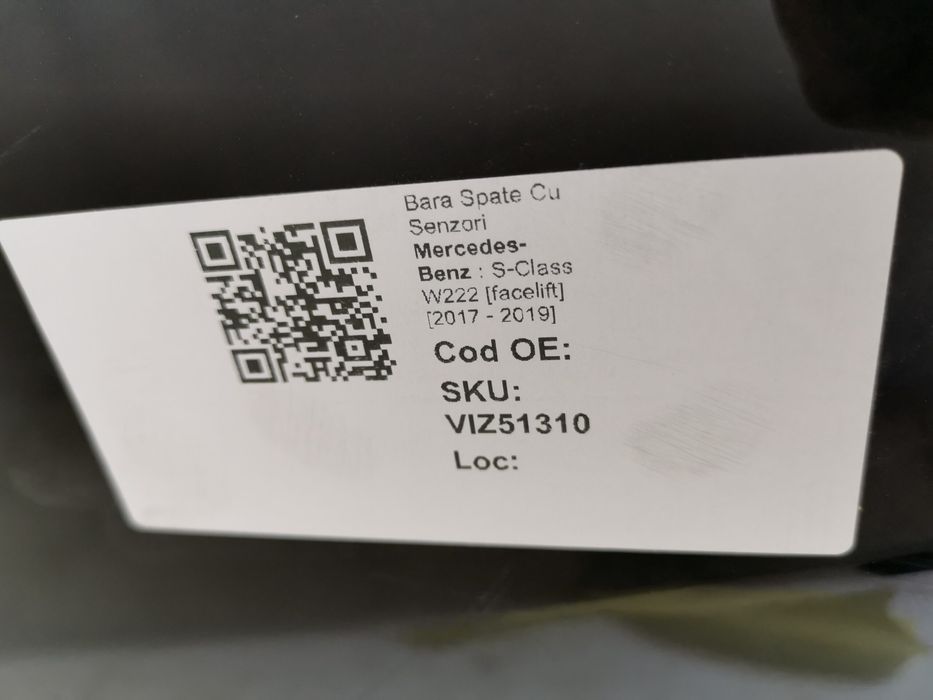 Bara Spate Cu
Senzori
Mercedes-
Benz : S-Class
W222 [facelift]
[2017 - 2019]
Cod OE:
SKU:
VIZ51310
Loc: